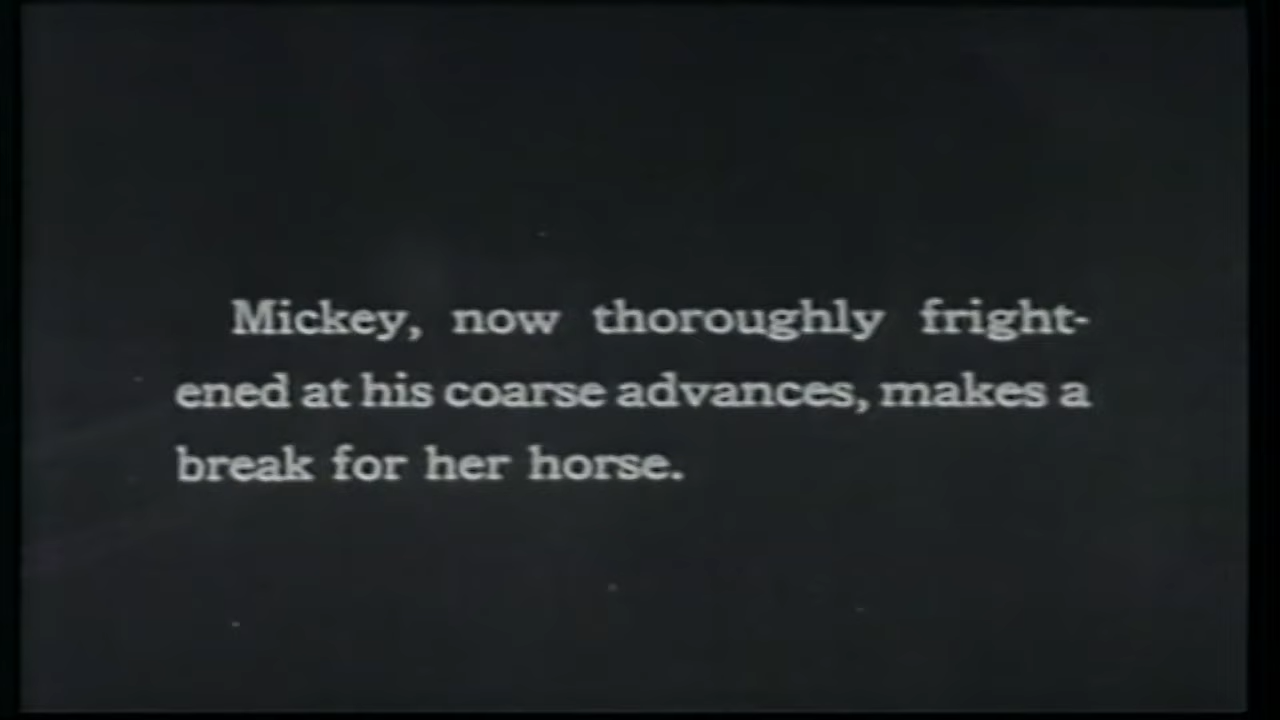 Mickey, now thoroughly fright-
ened at his coarse advances, makes a
break for her horse.